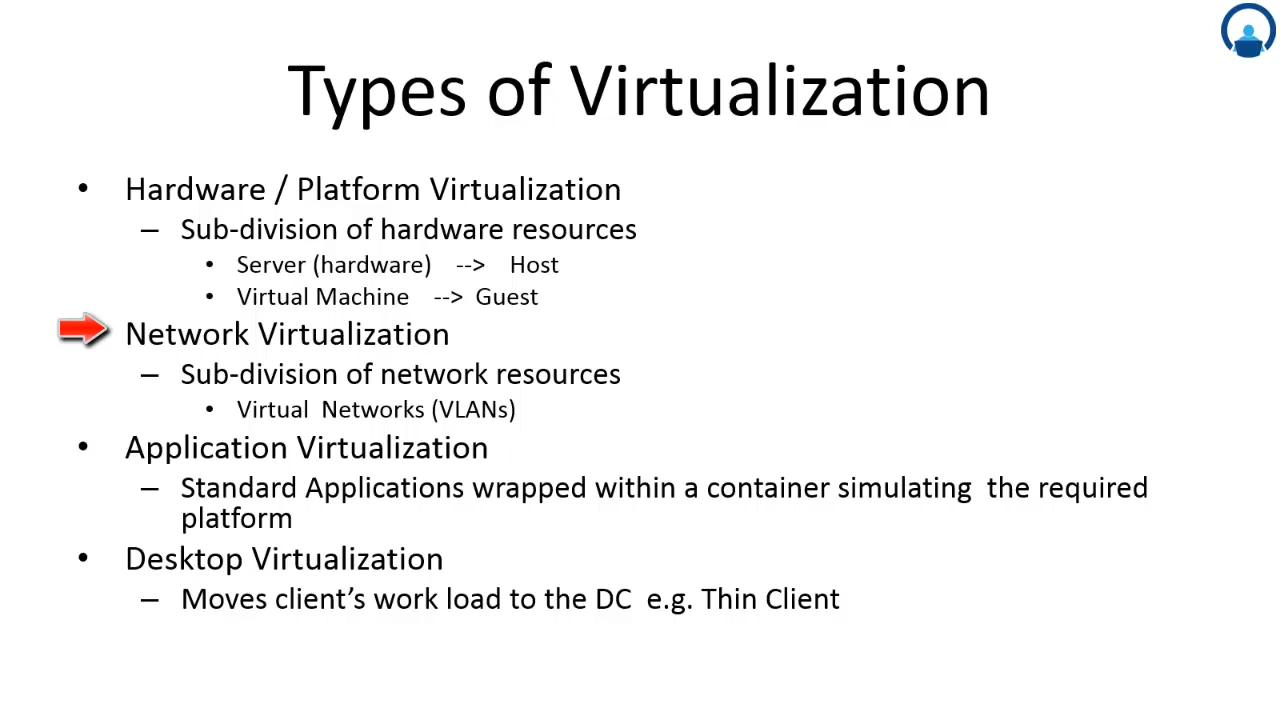 Types of Virtualization
• Hardware / Platform Virtualization
– Sub-division of hardware resources
• Server (hardware) --> Host
• Virtual Machine --> Guest
Network Virtualization
– Sub-division of network resources
• Virtual Networks (VLANs)
• Application Virtualization
– Standard Applications wrapped within a container simulating the required
platform
• Desktop Virtualization
– Moves client’s work load to the DC e.g. Thin Client